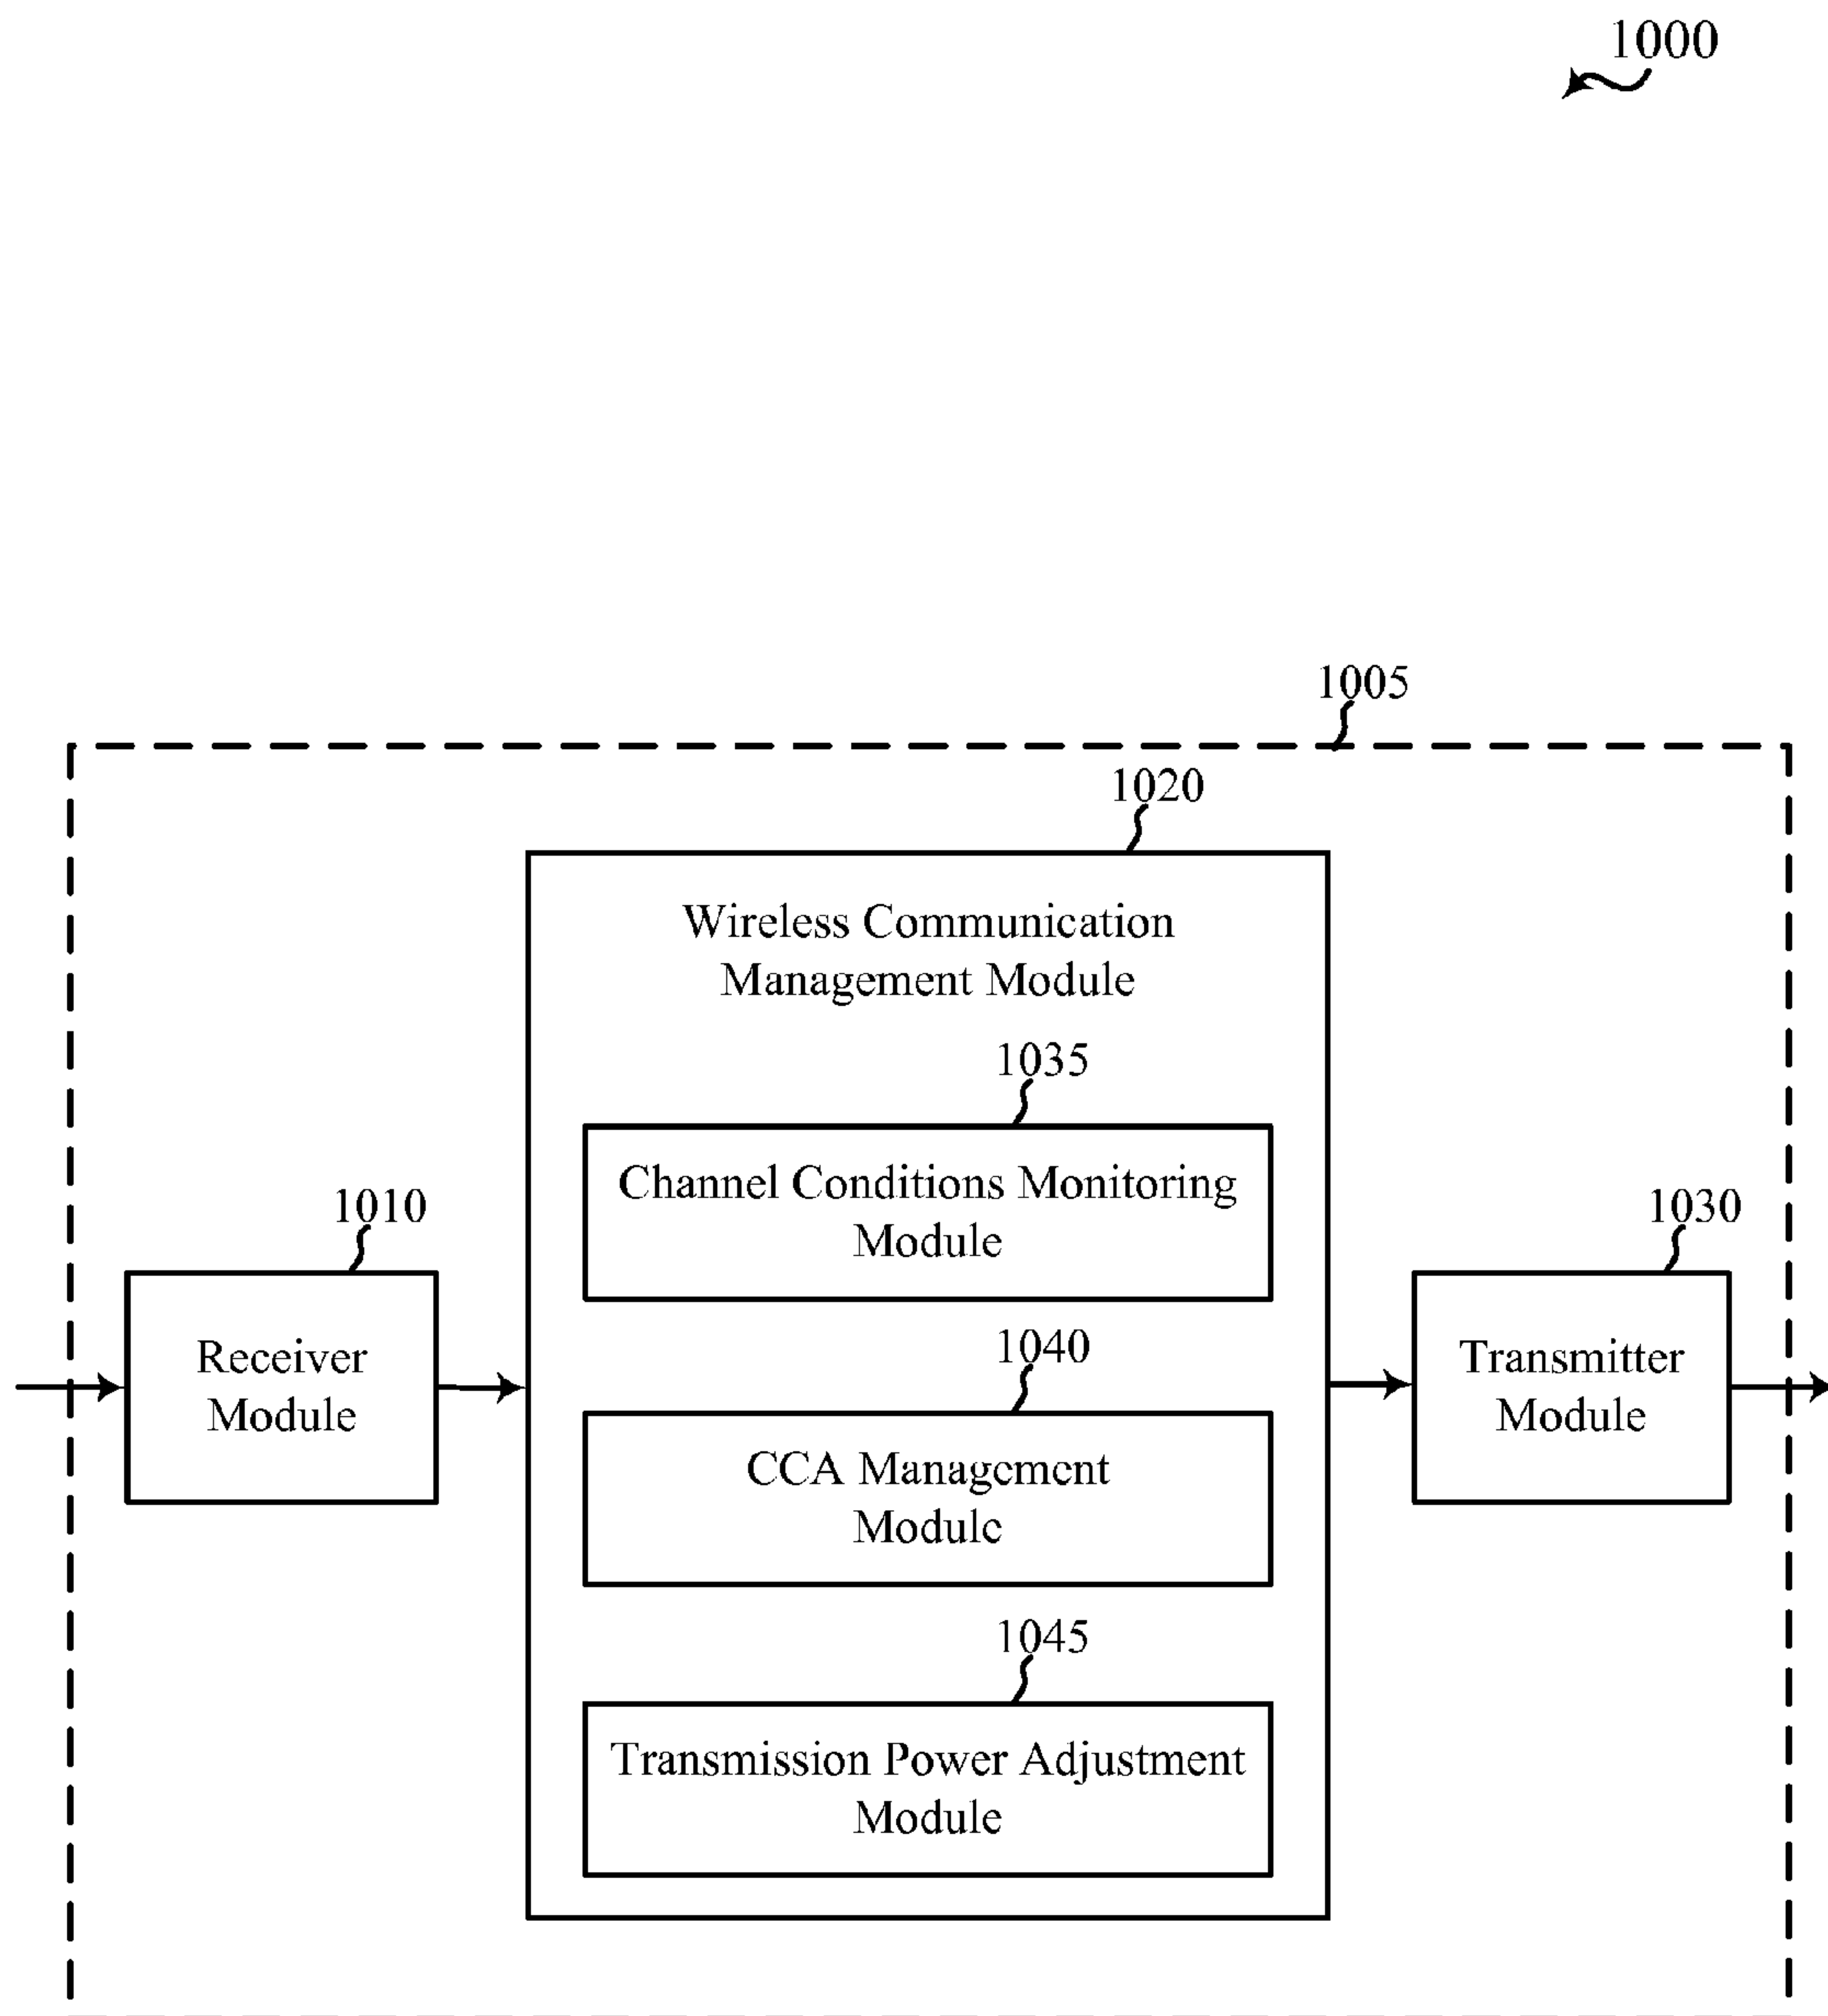 1000
1005
1020
Wireless Communication
Management Module
1035
Channel Conditions Monitoring
Module
1010
Receiver
Module
1040
CCA Management
Module
1045
Transmission Power Adjustment
Module
1030
Transmitter
Module